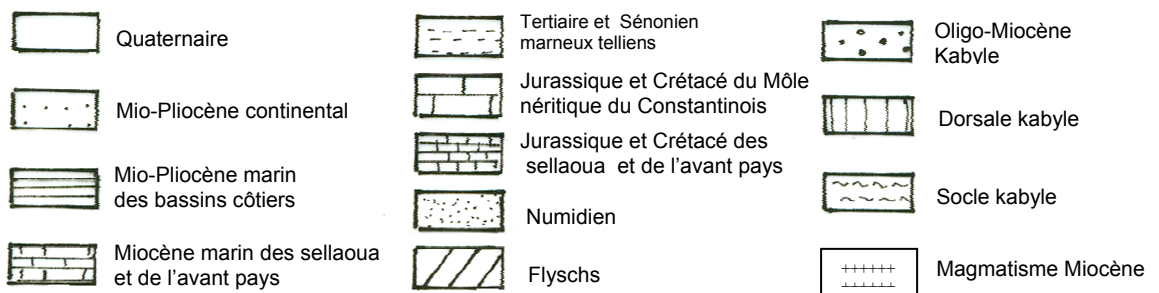 Quaternaire
Mio-Pliocène continental
Mio-Pliocène marin
des bassins côtiers
Miocène marin des sellaoua
et de l'avant pays
Tertiaire et Sénonien
marneux telliens
Jurassique et Crétacé du Môle
néritique du Constantinois
Jurassique et Crétacé des
sellaoua et de l'avant pays
Numidien
Flyschs
Oligo-Miocène
Kabyle
Dorsale kabyle
Socle kabyle
Magmatisme Miocène